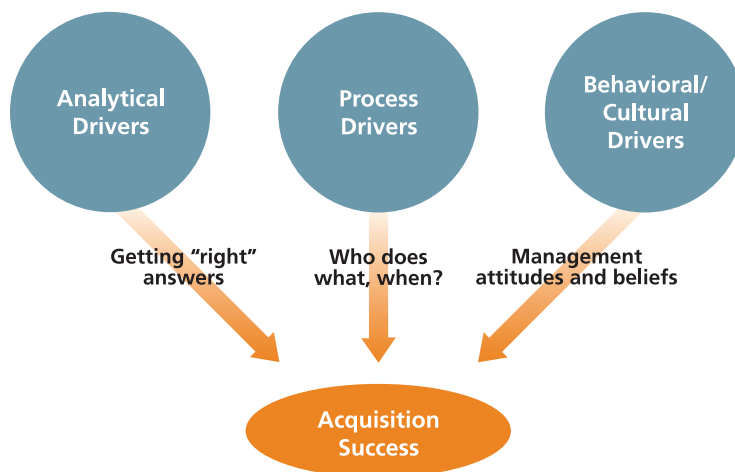 Analytical
Drivers
Process
Drivers
Behavioral/
Cultural
Drivers
Getting “right”
answers
Who does
what, when?
Management
attitudes and beliefs
Acquisition
Success